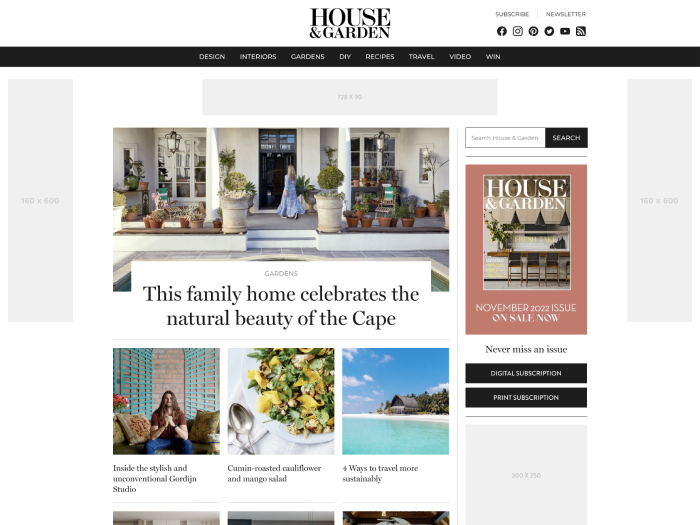 HOUSE
& GARDEN
SUBSCRIBE
NEWSLETTER
DESIGN INTERIORS GARDENS DIY RECIPES TRAVEL VIDEO WIN
728 X 90
160 x 600
160 x 600
Search House & Garden
SEARCH
HOUSE
& GARDEN
NOVEMBER 2022 ISSUE
ON SALE NOW
GARDENS
This family home celebrates the
natural beauty of the Cape
Never miss an issue
DIGITAL SUBSCRIPTION
PRINT SUBSCRIPTION
Inside the stylish and
unconventional Gordijn
Studio
Cumin-roasted cauliflower
and mango salad
4 Ways to travel more
sustainably
300 X 250